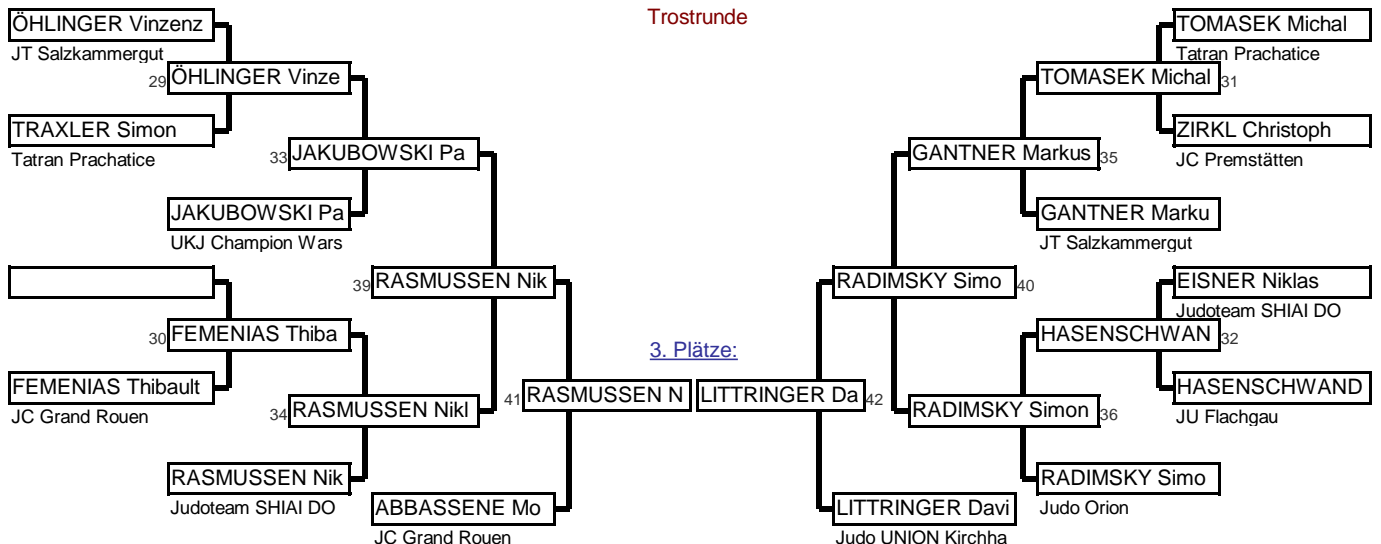 Trostrunde
ÖHLINGER Vinzenz
JT Salzkammergut
29 ÖHLINGER Vinze
TRAXLER Simon
Tatran Prachatice
33 JAKUBOWSKI Pa
JAKUBOWSKI Pa
UKJ Champion Wars
39 RASMUSSEN Nik
30 FEMENIAS Thiba
FEMENIAS Thibault
JC Grand Rouen
34 RASMUSSEN Nikl
RASMUSSEN Nik
Judoteam SHIAI DO
41 RASMUSSEN N
ABBASSENE Mo
JC Grand Rouen
3. Plätze:
TOMASEK Michal
Tatran Prachatice
TOMASEK Michal 31
ZIRKL Christoph
JC Premstätten
GANTNER Markus 35
GANTNER Marku
JT Salzkammergut
RADIMSKY Simo 40
EISNER Niklas
Judoteam SHIAI DO
HASENSCHWAN 32
HASENSCHWAND
JU Flachgau
LITTRINGER Da 42
RADIMSKY Simon 36
RADIMSKY Simo
Judo Orion
LITTRINGER Davi
Judo UNION Kirchha